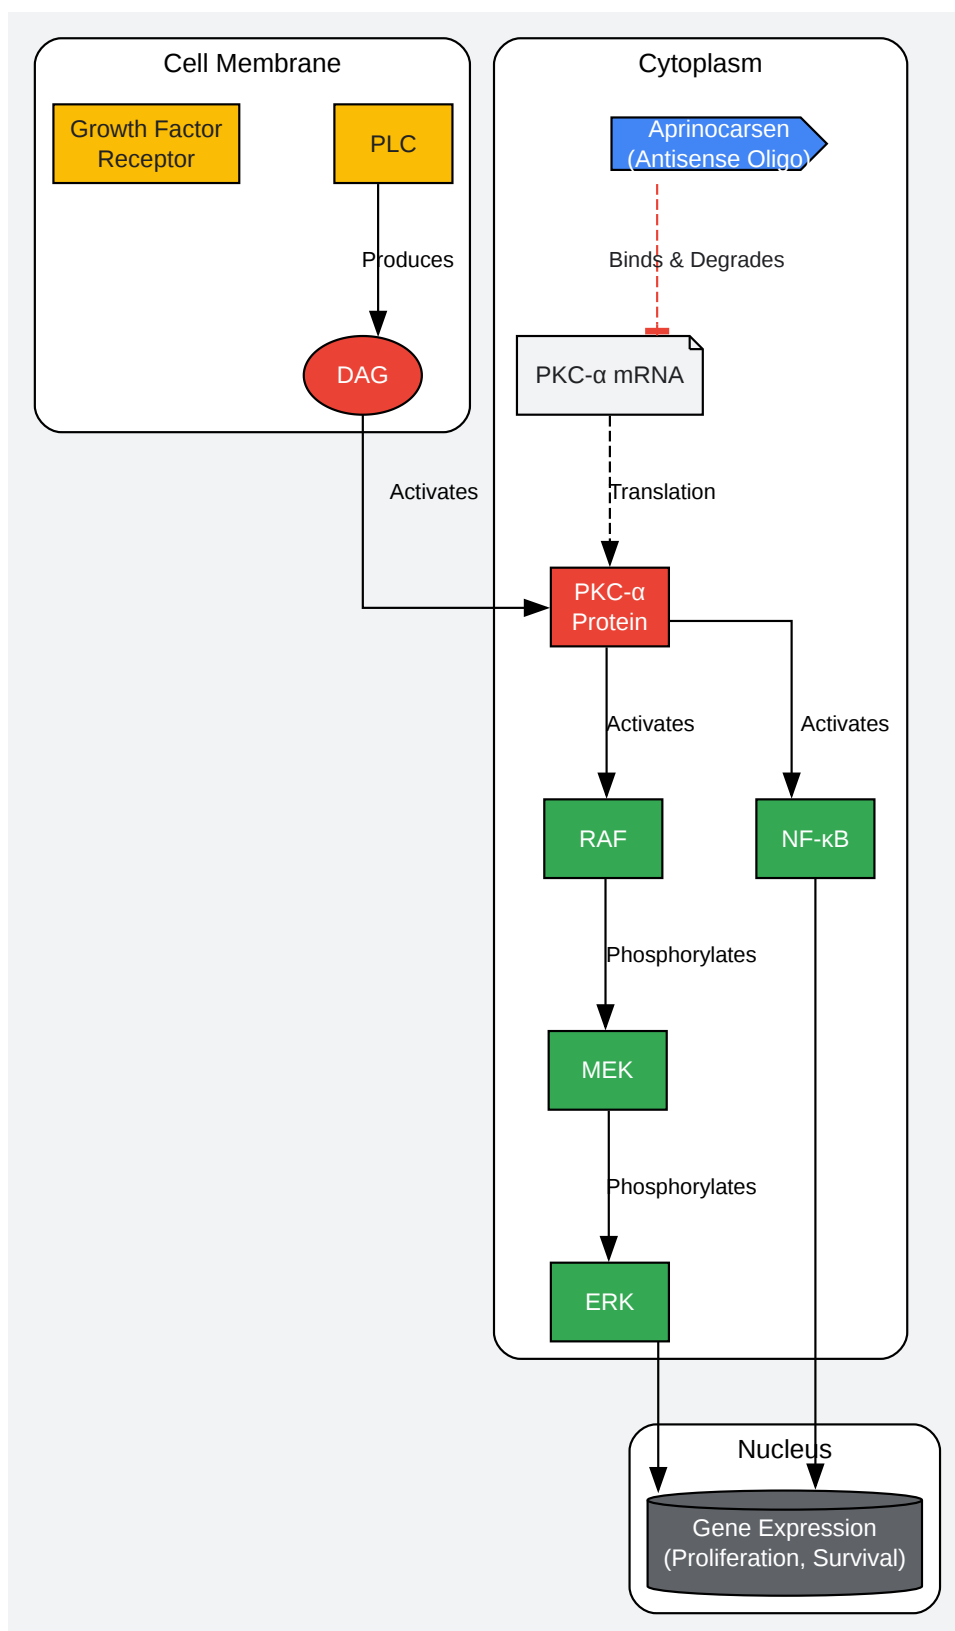 Cell Membrane
Growth Factor
Receptor
PLC
Produces
DAG
Activates
Cytoplasm
Aprinocarsen
(Antisense Oligo)
Binds & Degrades
PKC-α mRNA
Translation
PKC-α
Protein
Activates
Activates
RAF
NF-κB
Phosphorylates
MEK
Phosphorylates
ERK
Nucleus
Gene Expression
(Proliferation, Survival)